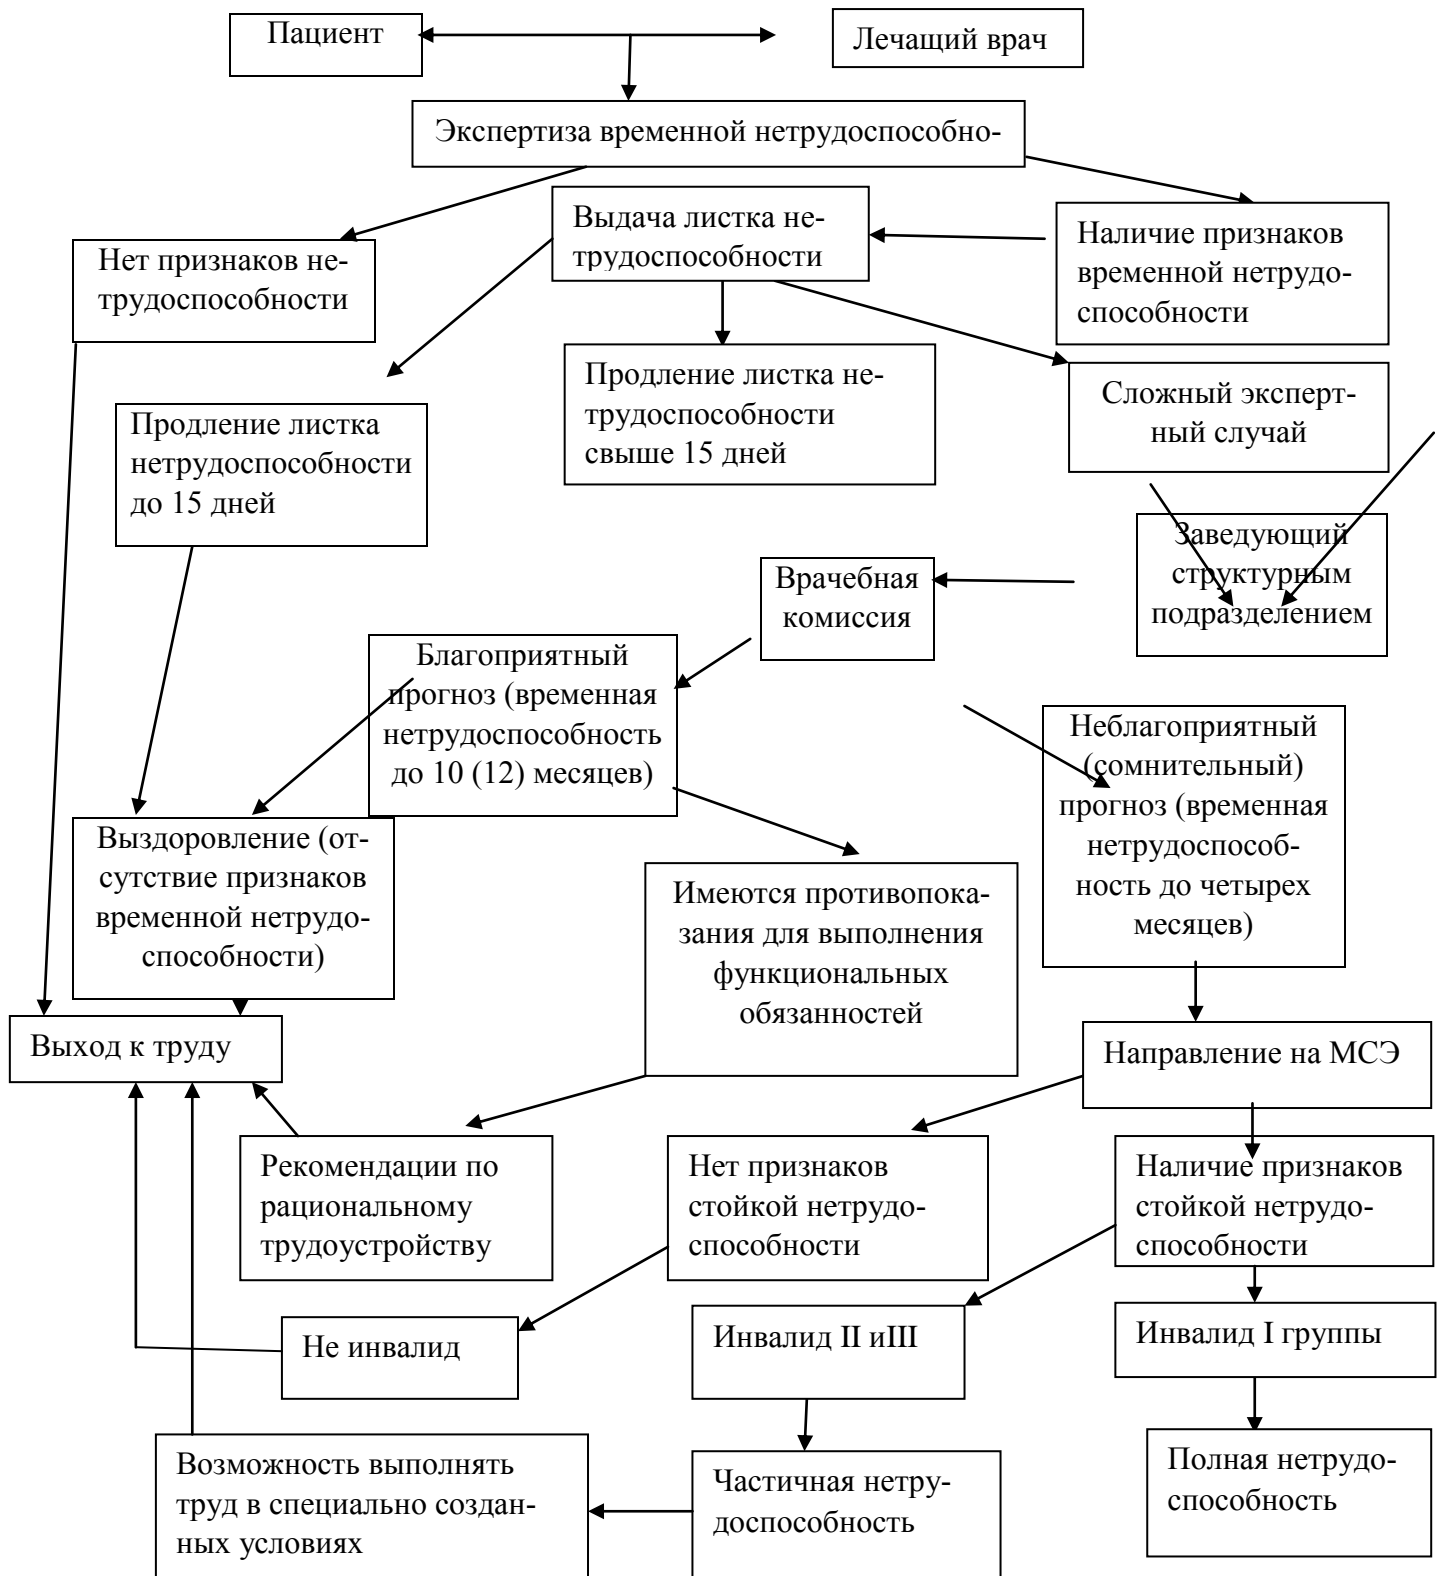 Пациент
Лечащий врач
Экспертиза временной нетрудоспособно-
Выдача листка не-
трудоспособности
Наличие признаков
временной нетрудо-
способности
Нет признаков не-
трудоспособности
Продление листка не-
трудоспособности
свыше 15 дней
Сложный эксперт-
ный случай
Продление листка
нетрудоспособности
до 15 дней
Заведующий
структурным
подразделением
Врачебная
комиссия
Благоприятный
прогноз (временная
нетрудоспособность
до 10 (12) месяцев)
Неблагоприятный
(сомнительный)
прогноз (временная
нетрудоспособ-
ность до четырех
месяцев)
Выздоровление (от-
сутствие признаков
временной нетрудо-
способности)
Имеются противопока-
зания для выполнения
функциональных
обязанностей
Выход к труду
Направление на МСЭ
Рекомендации по
рациональному
трудоустройству
Нет признаков
стойкой нетрудо-
способности
Наличие признаков
стойкой нетрудо-
способности
Не инвалид
Инвалид II иIII
Инвалид I группы
Возможность выполнять
труд в специально создан-
ных условиях
Частичная нетру-
доспособность
Полная нетрудо-
способность